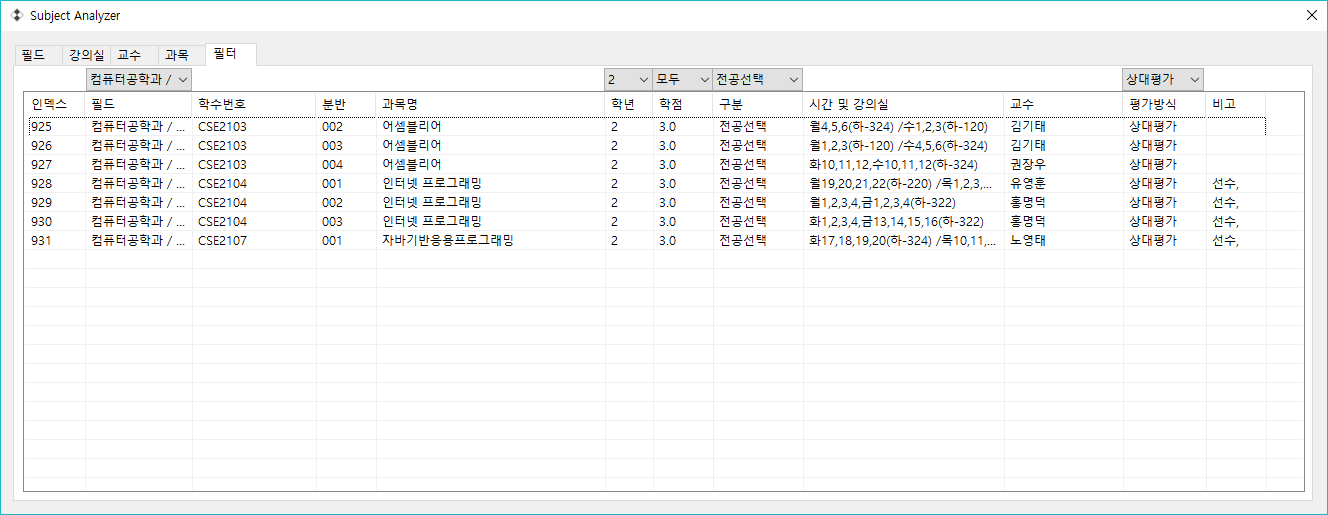 Subject Analyzer
필드 강의실 교수 과목 필터
컴퓨터공학과 / 2 모두 전공선택 상대평가
인덱스 필드 학수번호 분반 과목명 학년 학점 구분 시간 및 강의실 교수 평가방식 비고
925 컴퓨터공학과 / ... CSE2103 002 어셈블리어 2 3.0 전공선택 월4,5,6(하-324) /수1,2,3(하-120) 김기태 상대평가
926 컴퓨터공학과 / ... CSE2103 003 어셈블리어 2 3.0 전공선택 월1,2,3(하-120) /수4,5,6(하-324) 김기태 상대평가
927 컴퓨터공학과 / ... CSE2103 004 어셈블리어 2 3.0 전공선택 화10,11,12,수10,11,12(하-324) 권장우 상대평가
928 컴퓨터공학과 / ... CSE2104 001 인터넷 프로그래밍 2 3.0 전공선택 월19,20,21,22(하-220) /목1,2,3,... 유영훈 상대평가 선수,
929 컴퓨터공학과 / ... CSE2104 002 인터넷 프로그래밍 2 3.0 전공선택 월1,2,3,4,금1,2,3,4(하-322) 홍명덕 상대평가 선수,
930 컴퓨터공학과 / ... CSE2104 003 인터넷 프로그래밍 2 3.0 전공선택 화1,2,3,4,금13,14,15,16(하-322) 홍명덕 상대평가 선수,
931 컴퓨터공학과 / ... CSE2107 001 자바기반응용프로그래밍 2 3.0 전공선택 화17,18,19,20(하-324) /목10,11,... 노영태 상대평가 선수,